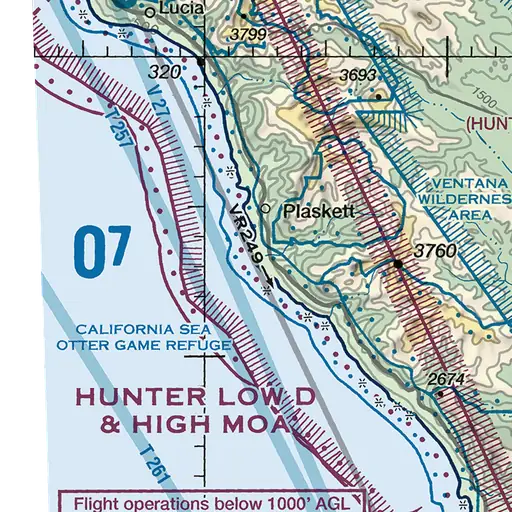 Lucia
3799
320
3693
1500
V 27
T 257
(HUNT
VENTANA
WILDERNES
AREA
Plaskett
VR249
3760
07
CALIFORNIA SEA
OTTER GAME REFUGE
2674
HUNTER LOW D
& HIGH MOA
T 261
Flight operations below 1000' AGL